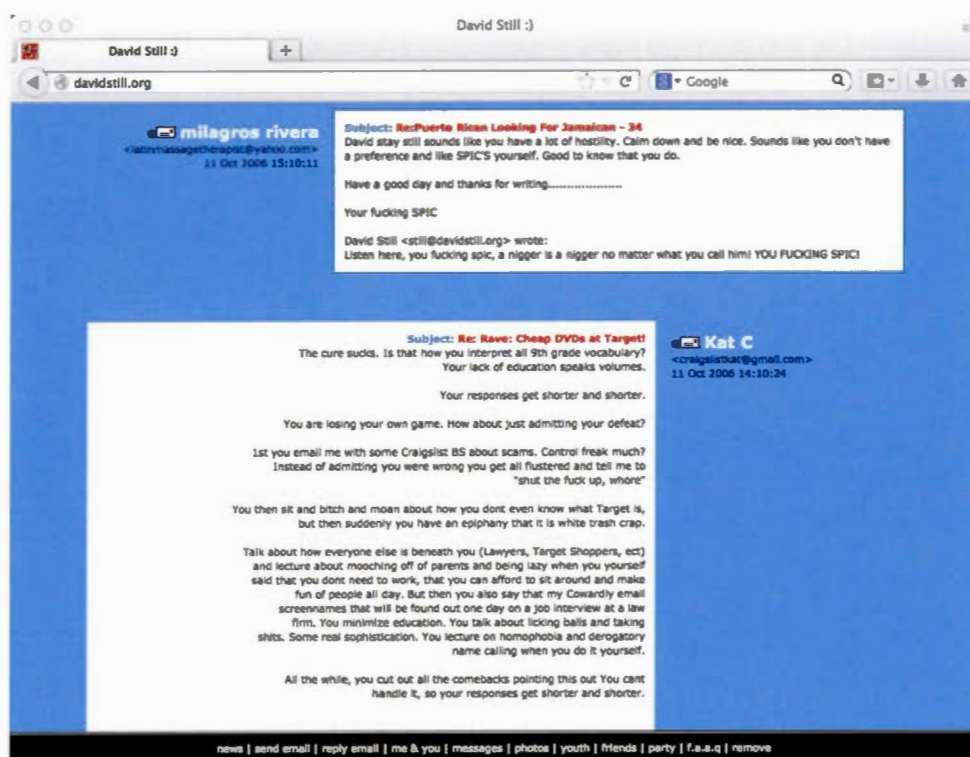 David Still :)
David Still :)
+
davidstill.org
Google
milagros rivera
<latinmassagetherapist@yahoo.com>
11 Oct 2006 15:10:11
Subject: Re:Puerto Rican Looking For Jamaican - 34
David stay still sounds like you have a lot of hostility. Calm down and be nice. Sounds like you don't have
a preference and like SPIC'S yourself. Good to know that you do.
Have a good day and thanks for writing.....................
Your fucking SPIC
David Still <still@davidstill.org> wrote:
Listen here, you fucking spic, a nigger is a nigger no matter what you call him! YOU FUCKING SPIC!
Subject: Re: Rave: Cheap DVDs at Target!
The cure sucks. Is that how you interpret all 9th grade vocabulary?
Your lack of education speaks volumes.
Your responses get shorter and shorter.
You are losing your own game. How about just admitting your defeat?
1st you email me with some Craigslist BS about scams. Control freak much?
Instead of admitting you were wrong you get all flustered and tell me to
"shut the fuck up, whore"
You then sit and bitch and moan about how you dont even know what Target is,
but then suddenly you have an epiphany that it is white trash crap.
Talk about how everyone else is beneath you (Lawyers, Target Shoppers, ect)
and lecture about mooching off of parents and being lazy when you yourself
said that you dont need to work, that you can afford to sit around and make
fun of people all day. But then you also say that my Cowardly email
screennames that will be found out one day on a job interview at a law
firm. You minimize education. You talk about licking balls and taking
shits. Some real sophistication. You lecture on homophobia and derogatory
name calling when you do it yourself.
All the while, you cut out all the comebacks pointing this out You cant
handle it, so your responses get shorter and shorter.
Kat C
<craigslistkat@gmail.com>
11 Oct 2006 14:10:24
news | send email | reply email | me & you | messages | photos | youth | friends | party | f.a.a.q | remove